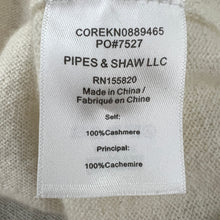 COREKN0889465
PO#7527
PIPES & SHAW LLC
RN155820
Made in China /
Fabriqué en Chine
Self:
100%Cashmere
Principal:
100%Cachemire